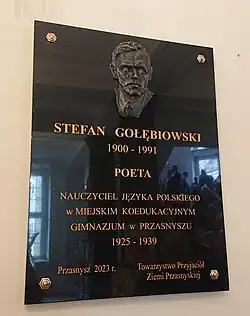 STEFAN GOŁĘBIOWSKI
1900 - 1991
POETA
NAUCZYCIEL JĘZYKA POLSKIEGO
w MIEJSKIM KOEDUKACYJNYM
GIMNAZJUM w PRZASNYSZU
1925 - 1939
Przasnysz 2023 r.
Towarzystwo Przyjaciół
Ziemi Przasnyskiej